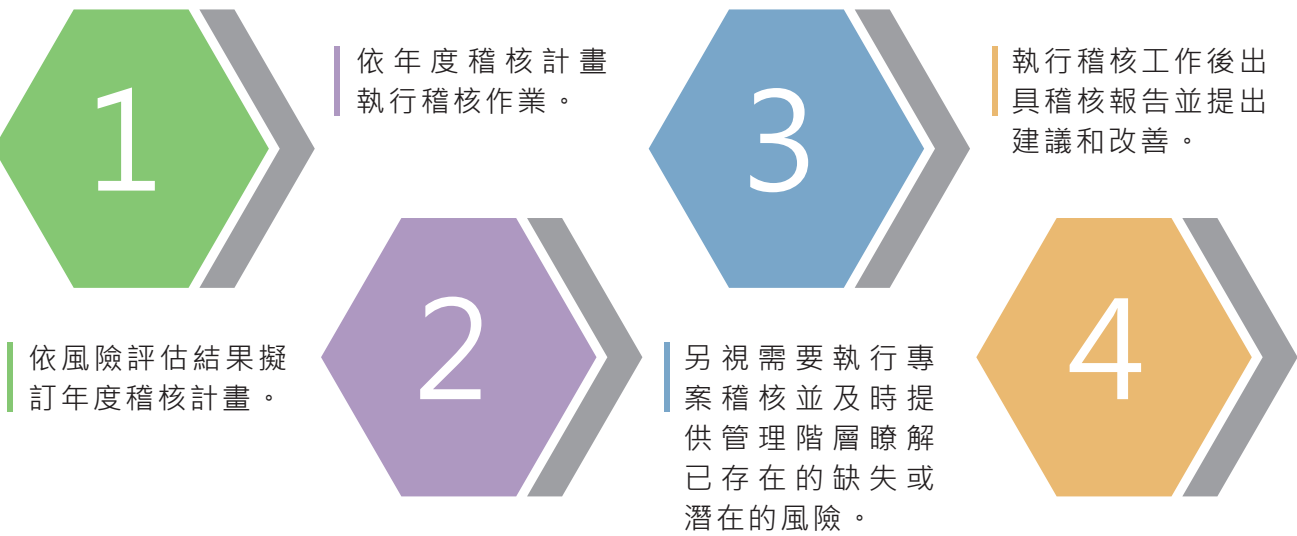 1
依風險評估結果擬
訂年度稽核計畫。
2
依年度稽核計畫
執行稽核作業。
3
另視需要執行專
案稽核並及時提
供管理階層瞭解
已存在的缺失或
潛在的風險。
4
執行稽核工作後出
具稽核報告並提出
建議和改善。